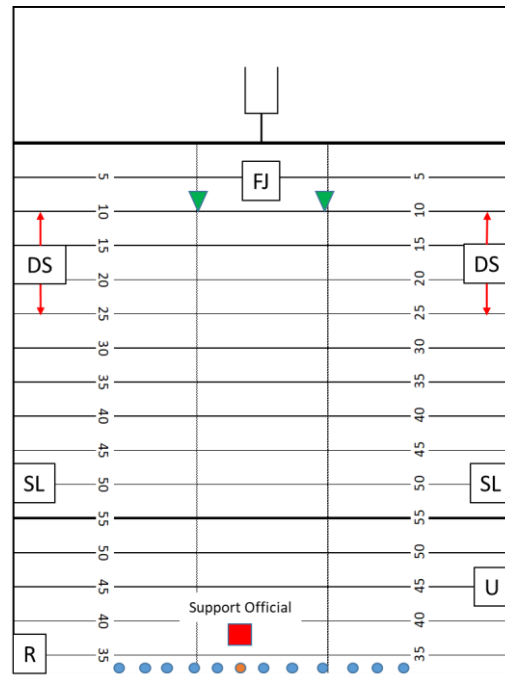 5 FJ 5
10 10
15 15
DS DS
20 20
25 25
30 30
35 35
40 40
45 45
SL 50 50 SL
55 55
50 50
45 45 U
Support Official
40 40
R 35 35